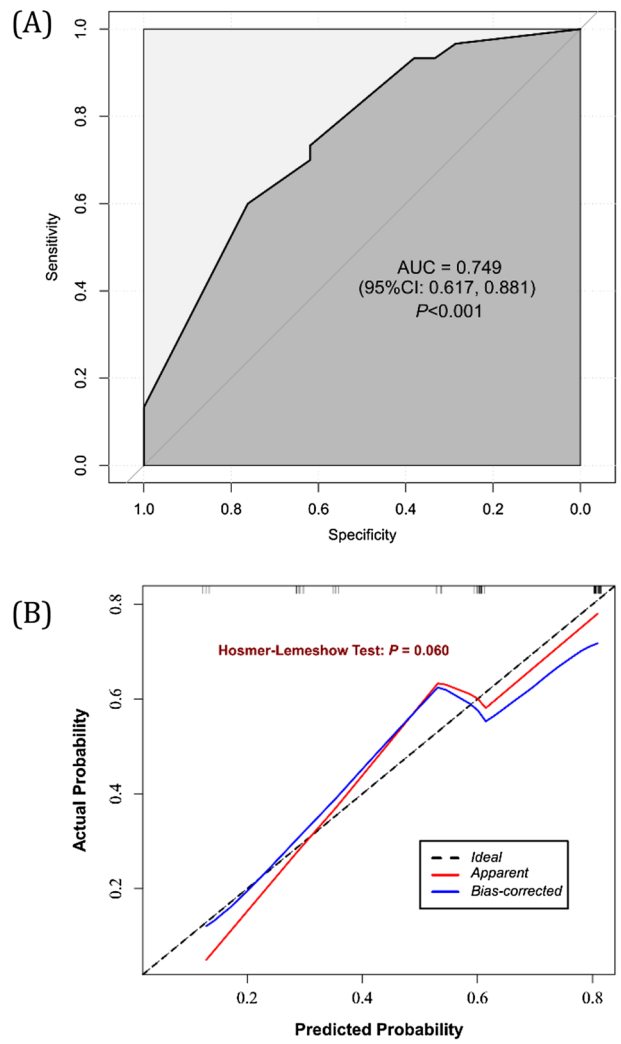 (A)
1.0
0.8
0.6
0.4
0.2
0.0
Sensitivity
AUC = 0.749
(95%CI: 0.617, 0.881)
P<0.001
1.0 0.8 0.6 0.4 0.2 0.0
Specificity
(B)
0.8
0.6
0.4
0.2
Actual Probability
Hosmer-Lemeshow Test: P = 0.060
Ideal
Apparent
Bias-corrected
0.2 0.4 0.6 0.8
Predicted Probability